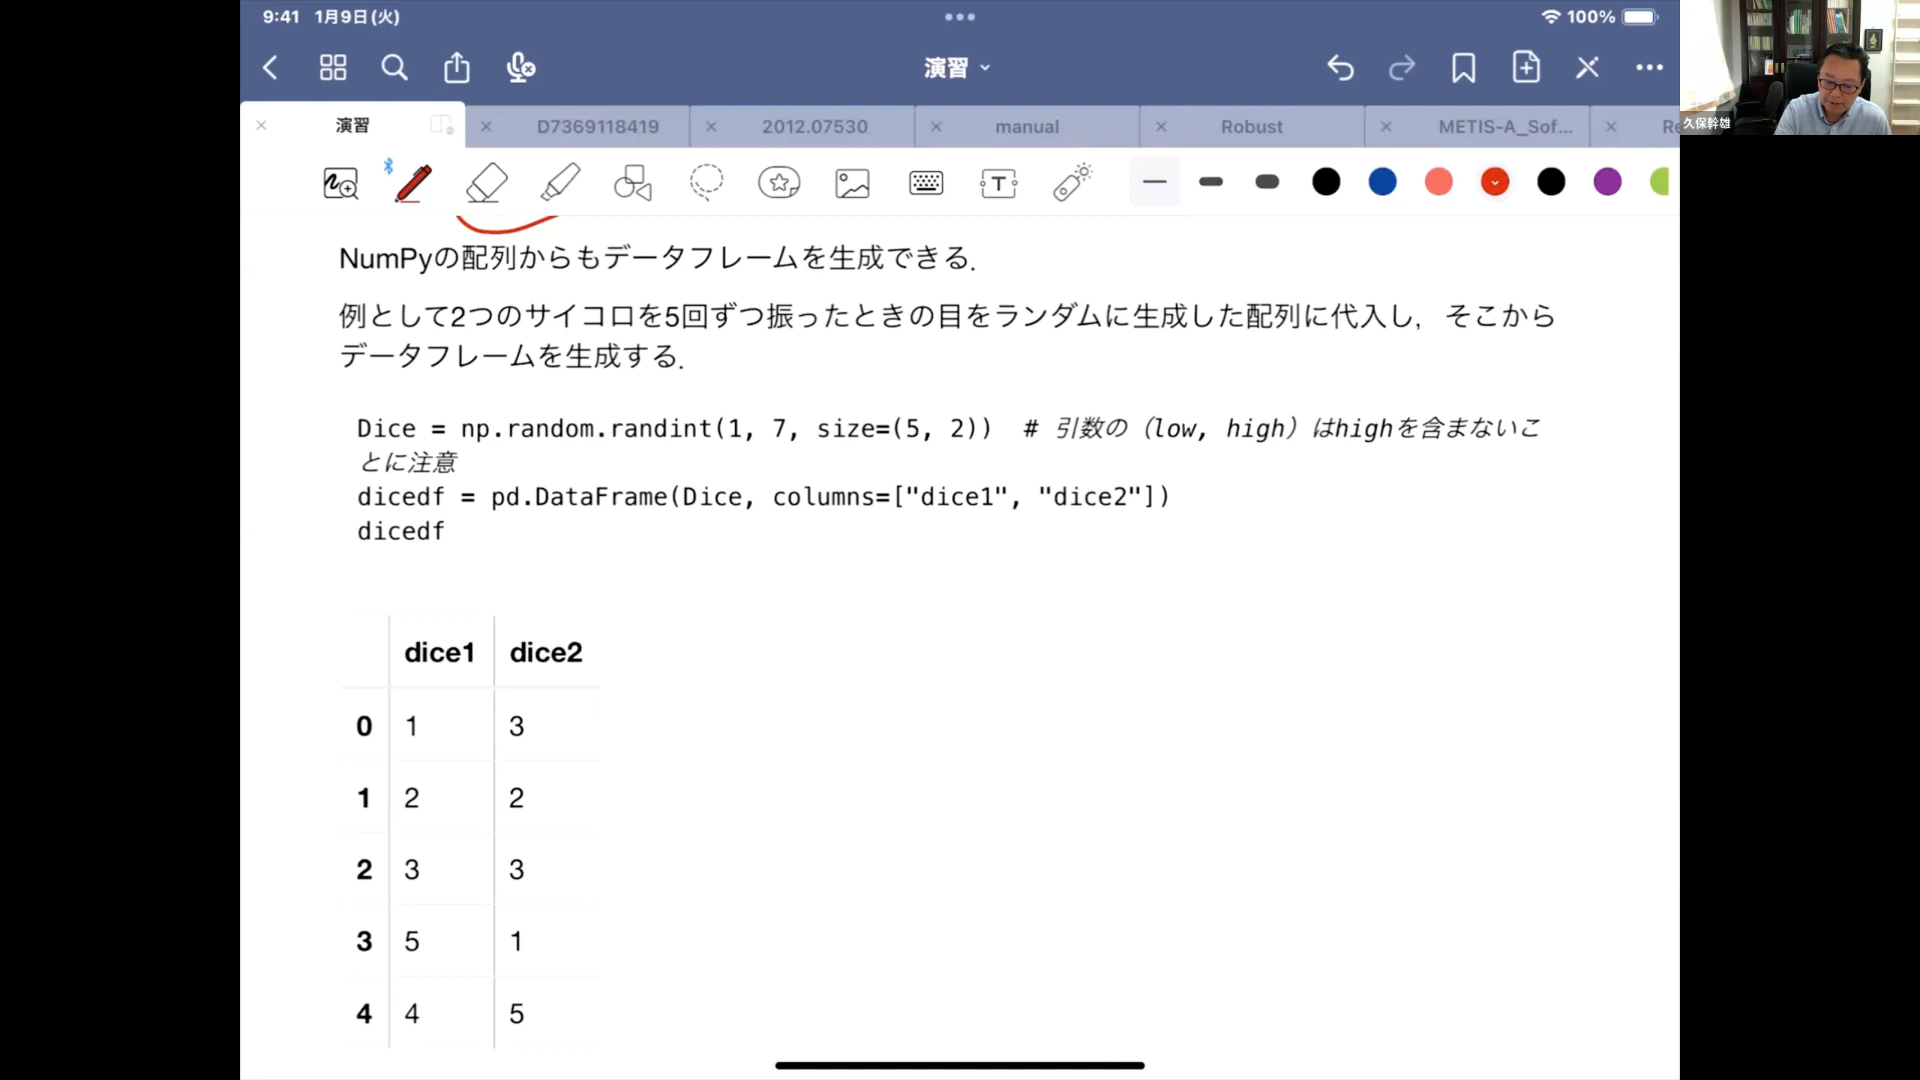 9:41 1月9日(火)
100%
演習
演習
D7369118419
2012.07530
manual
Robust
METIS-A_Sof...
久保幹雄
NumPyの配列からもデータフレームを生成できる.
例として2つのサイコロを5回ずつ振ったときの目をランダムに生成した配列に代入し, そこから
データフレームを生成する.
Dice = np.random.randint(1, 7, size=(5, 2))  # 引数の（low, high）はhighを含まないこ
とに注意
dicedf = pd.DataFrame(Dice, columns=["dice1", "dice2"])
dicedf
dice1 dice2
0 1 3
1 2 2
2 3 3
3 5 1
4 4 5